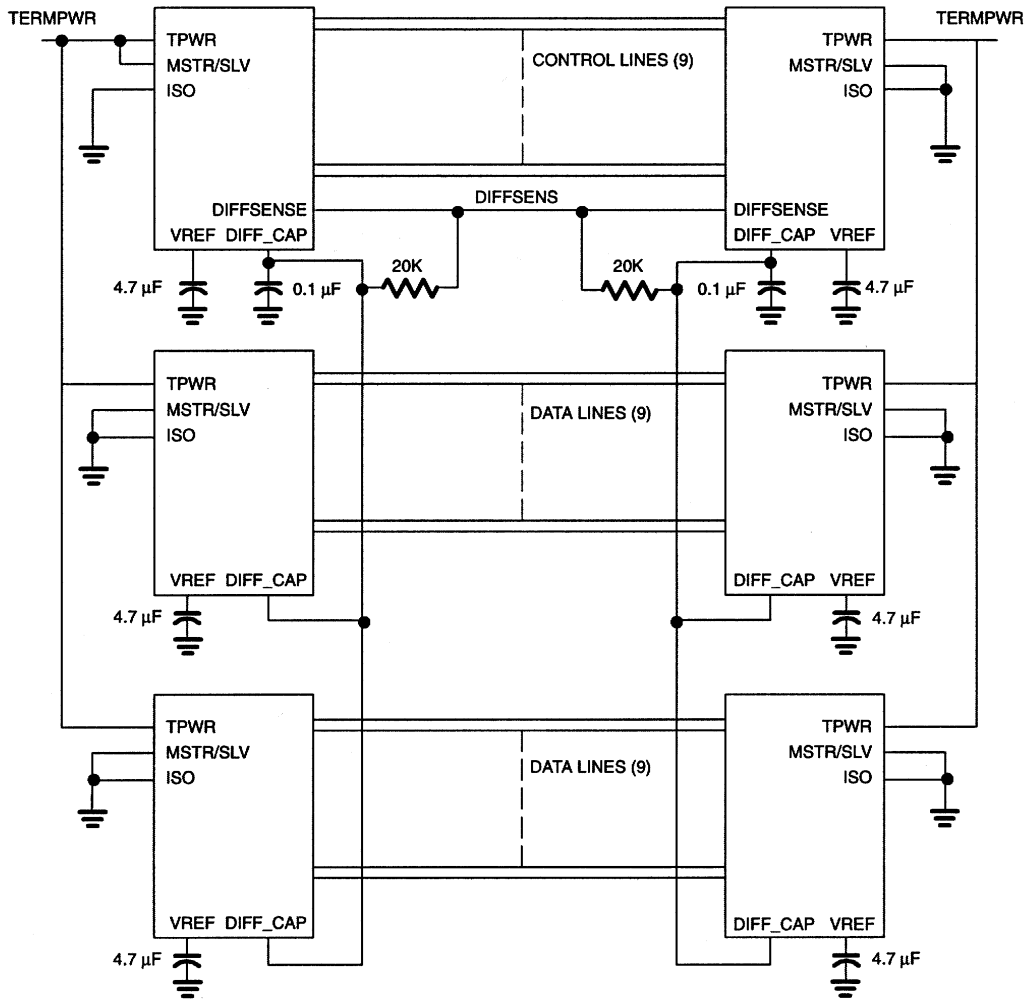 TERMPWR
TERMPWR
TPWR
MSTR/SLV
ISO
CONTROL LINES (9)
TPWR
MSTR/SLV
ISO
DIFFSENSE
DIFFSENS
DIFFSENSE
VREF DIFF_CAP
DIFF_CAP VREF
4.7 µF
0.1 µF
20K
20K
0.1 µF
4.7 µF
TPWR
MSTR/SLV
ISO
DATA LINES (9)
TPWR
MSTR/SLV
ISO
VREF DIFF_CAP
DIFF_CAP VREF
4.7 µF
4.7 µF
TPWR
MSTR/SLV
ISO
DATA LINES (9)
TPWR
MSTR/SLV
ISO
VREF DIFF_CAP
DIFF_CAP VREF
4.7 µF
4.7 µF